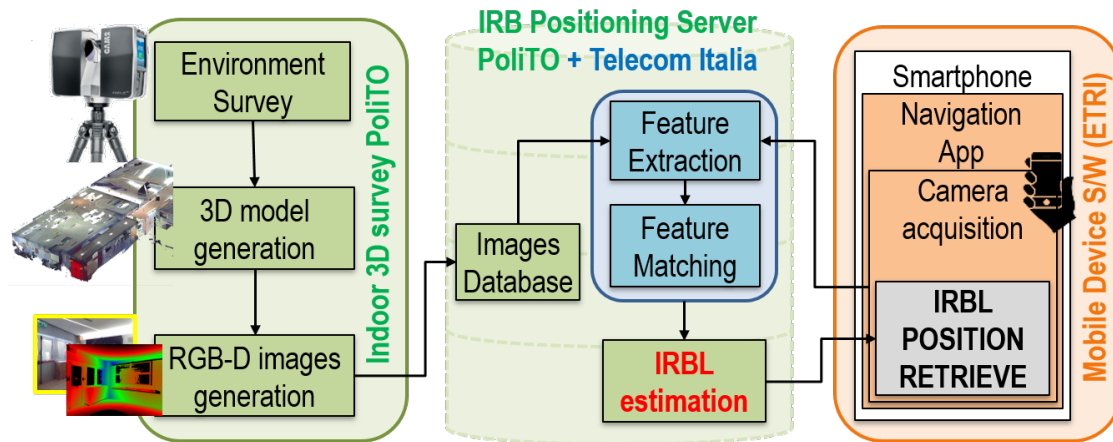 Environment
Survey
3D model
generation
RGB-D images
generation
Indoor 3D survey PoliTO
IRB Positioning Server
PoliTO + Telecom Italia
Feature
Extraction
Feature
Matching
Images
Database
IRBL
estimation
Smartphone
Navigation
App
Camera
acquisition
IRBL
POSITION
RETRIEVE
Mobile Device S/W (ETRI)